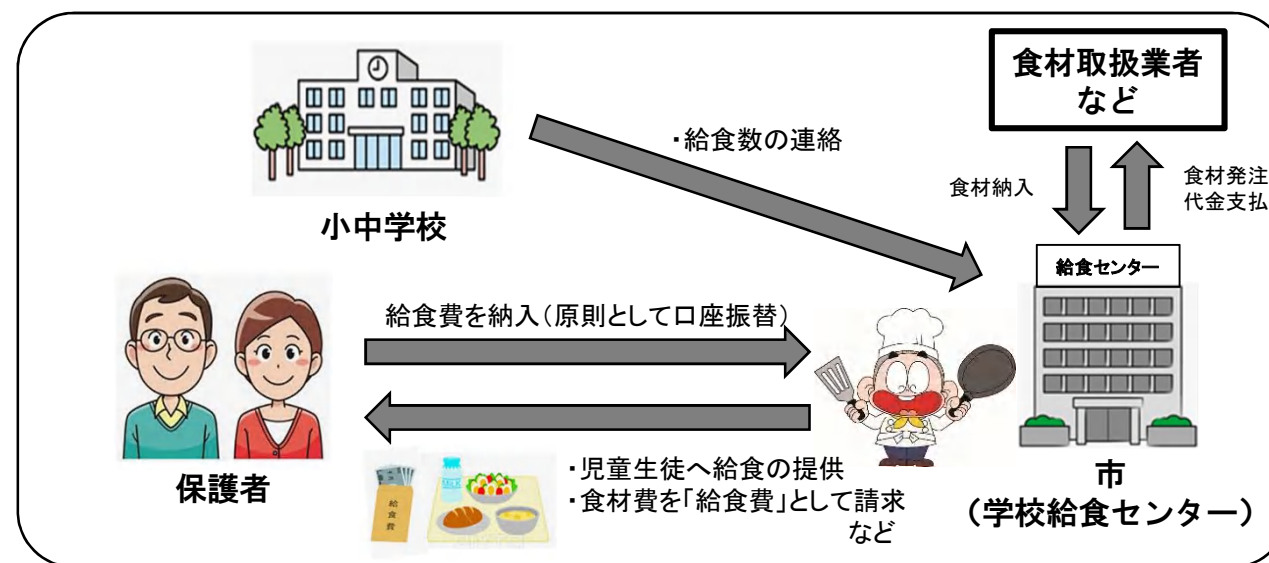 食材取扱業者
など
・給食数の連絡
食材納入
食材発注
代金支払
小中学校
給食センター
給食費を納入（原則として口座振替）
MILK
給食費
・児童生徒へ給食の提供
・食材費を「給食費」として請求
など
保護者
市
（学校給食センター）